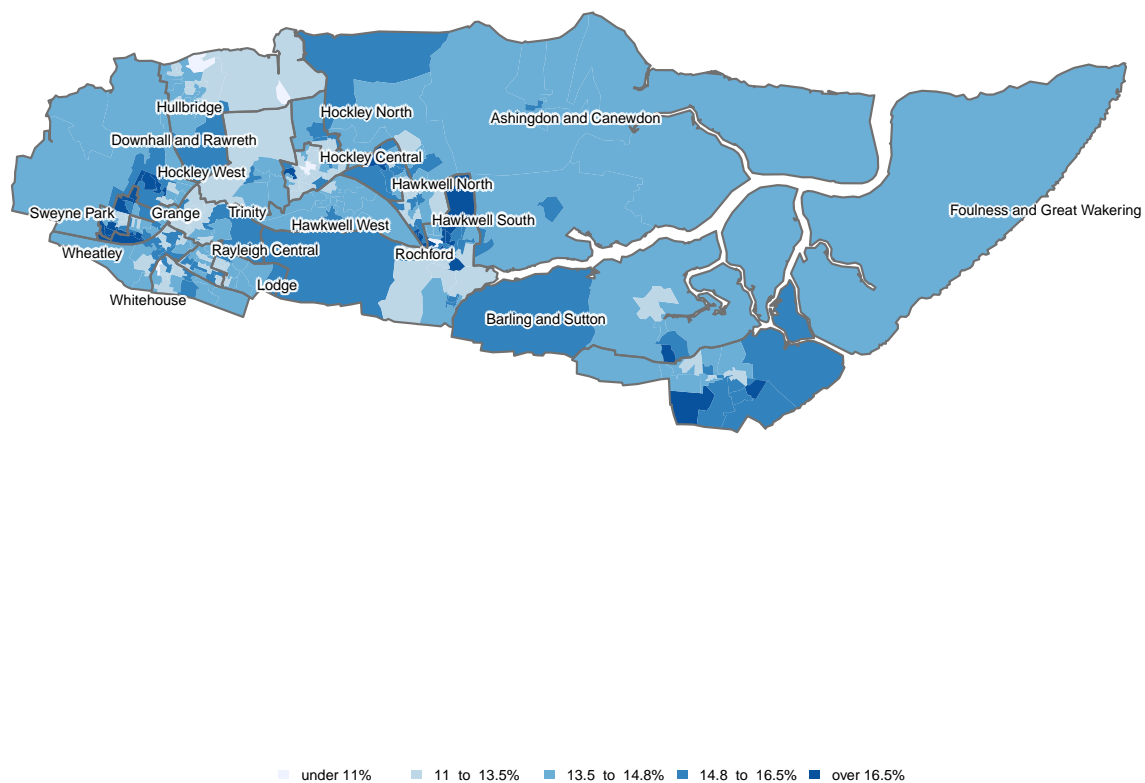 Hullbridge
Hockley North
Ashingdon and Canewdon
Downhall and Rawreth
Hockley Central
Hockley West
Hawkwell North
Sweyne Park
Grange
Trinity
Foulness and Great Wakering
Hawkwell South
Hawkwell West
Wheatley
Rayleigh Central
Rochford
Lodge
Whitehouse
Barling and Sutton
under 11% 11 to 13.5% 13.5 to 14.8% 14.8 to 16.5% over 16.5%